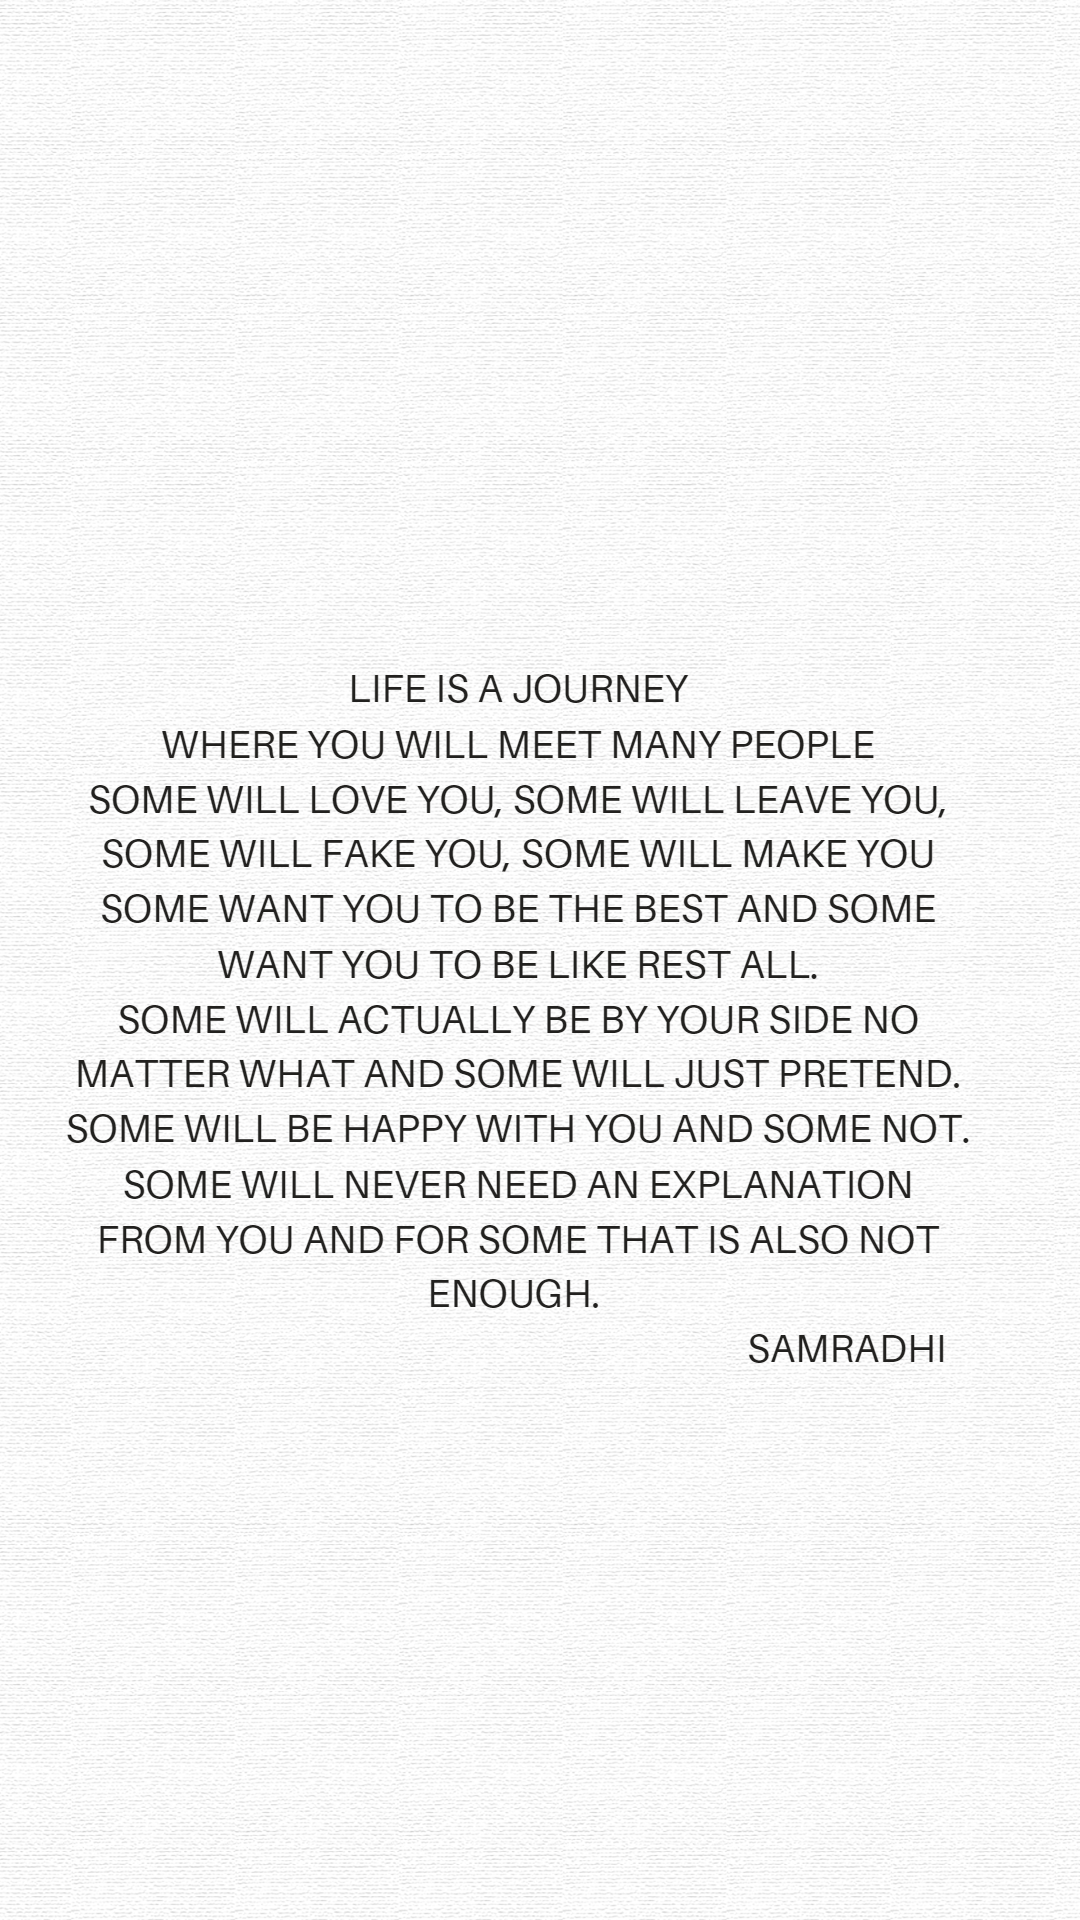 LIFE IS A JOURNEY
WHERE YOU WILL MEET MANY PEOPLE
SOME WILL LOVE YOU, SOME WILL LEAVE YOU,
SOME WILL FAKE YOU, SOME WILL MAKE YOU
SOME WANT YOU TO BE THE BEST AND SOME
WANT YOU TO BE LIKE REST ALL.
SOME WILL ACTUALLY BE BY YOUR SIDE NO
MATTER WHAT AND SOME WILL JUST PRETEND.
SOME WILL BE HAPPY WITH YOU AND SOME NOT.
SOME WILL NEVER NEED AN EXPLANATION
FROM YOU AND FOR SOME THAT IS ALSO NOT
ENOUGH.
SAMRADHI